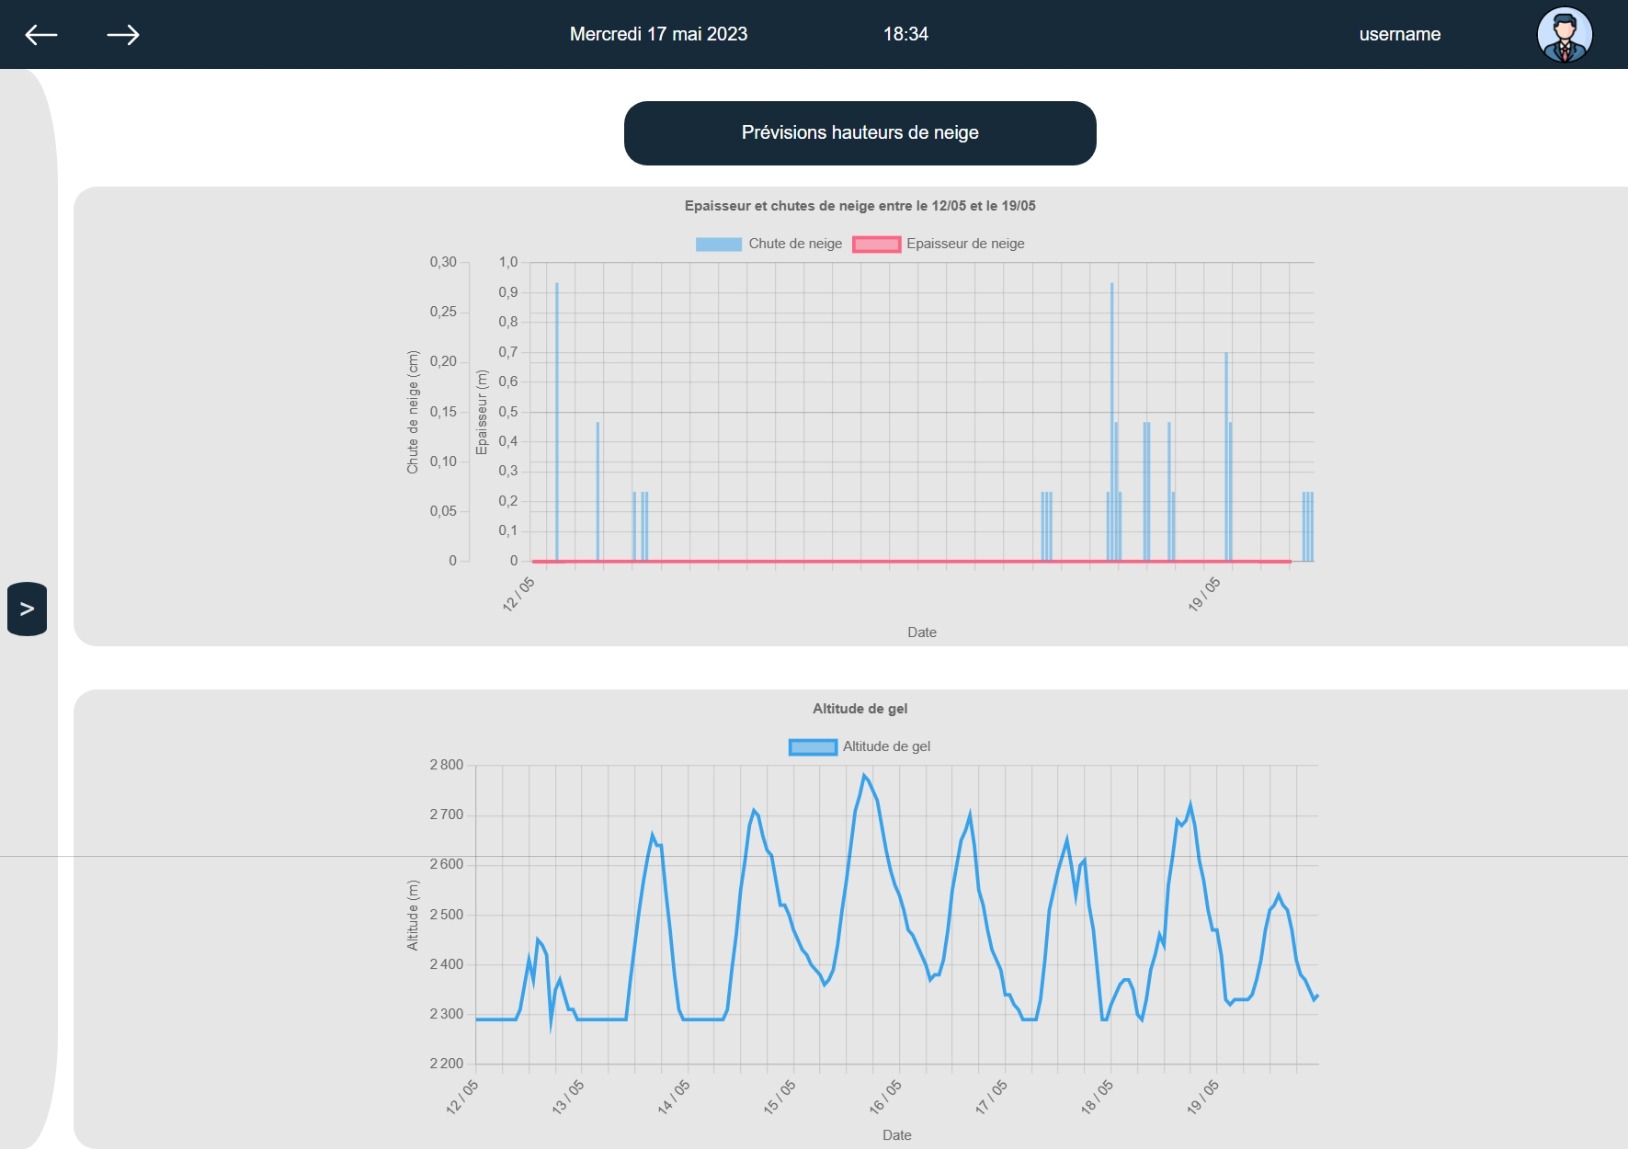 Mercredi 17 mai 2023 18:34 username
Prévisions hauteurs de neige
Epaisseur et chutes de neige entre le 12/05 et le 19/05
Chute de neige Epaisseur de neige
0,30 1,0
0,9
0,25
0,8
0,7
0,20
0,6
0,15 0,5
0,4
0,10
0,3
0,2
0,05
0,1
0 0
Chute de neige (cm)
Epaisseur (m)
12 / 05 19 / 05
Date
>
Altitude de gel
Altitude de gel
2 800
2 700
2 600
2 500
2 400
2 300
2 200
Altitude (m)
12 / 05 13 / 05 14 / 05 15 / 05 16 / 05 17 / 05 18 / 05 19 / 05
Date